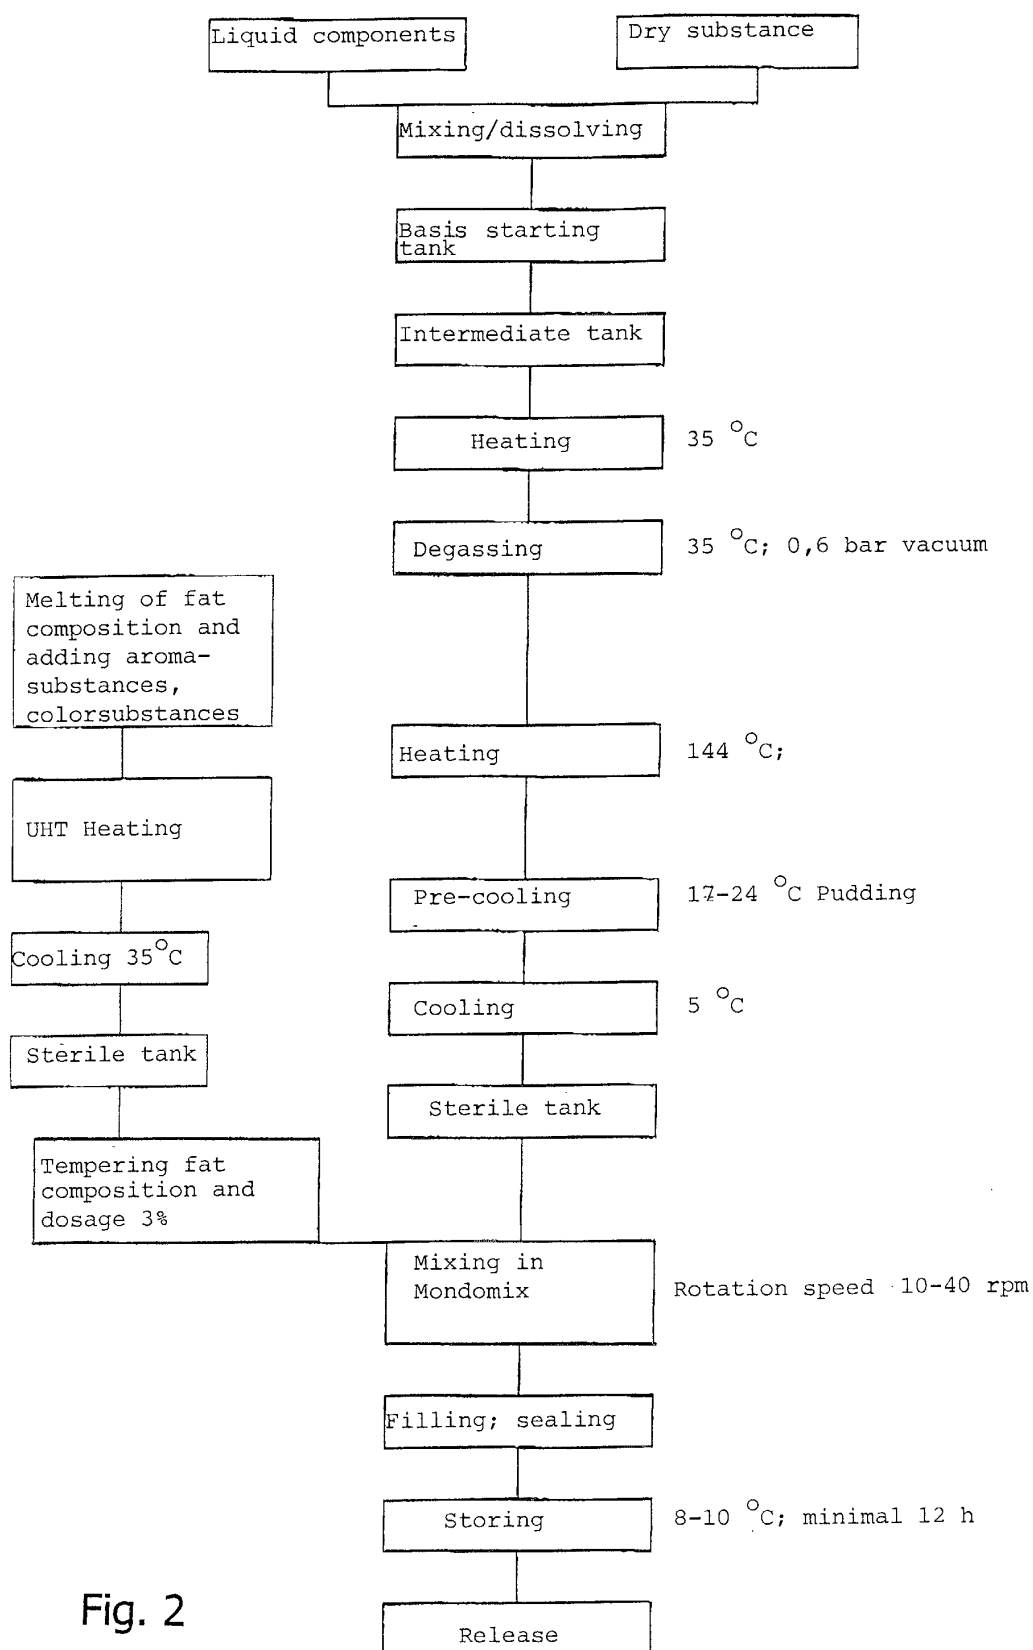 Liquid components
Dry substance
Mixing/dissolving
Basis starting
tank
Intermediate tank
Heating
35 °C
Degassing
35 °C; 0,6 bar vacuum
Melting of fat
composition and
adding aroma-
substances,
colorsubstances
Heating
144 °C;
UHT Heating
Pre-cooling
17-24 °C Pudding
Cooling 35°C
Cooling
5 °C
Sterile tank
Sterile tank
Tempering fat
composition and
dosage 3%
Mixing in
Mondomix
Rotation speed 10-40 rpm
Filling; sealing
Storing
8-10 °C; minimal 12 h
Release
Fig. 2